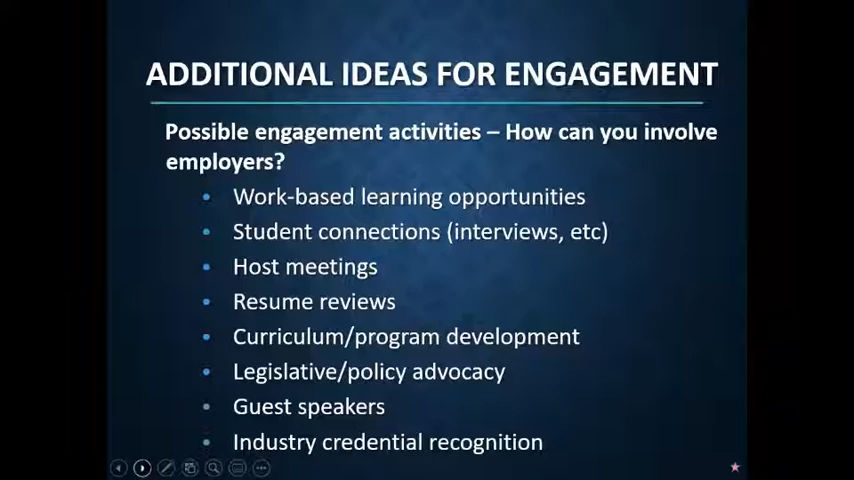 ADDITIONAL IDEAS FOR ENGAGEMENT
Possible engagement activities – How can you involve
employers?
• Work-based learning opportunities
• Student connections (interviews, etc)
• Host meetings
• Resume reviews
• Curriculum/program development
• Legislative/policy advocacy
• Guest speakers
• Industry credential recognition